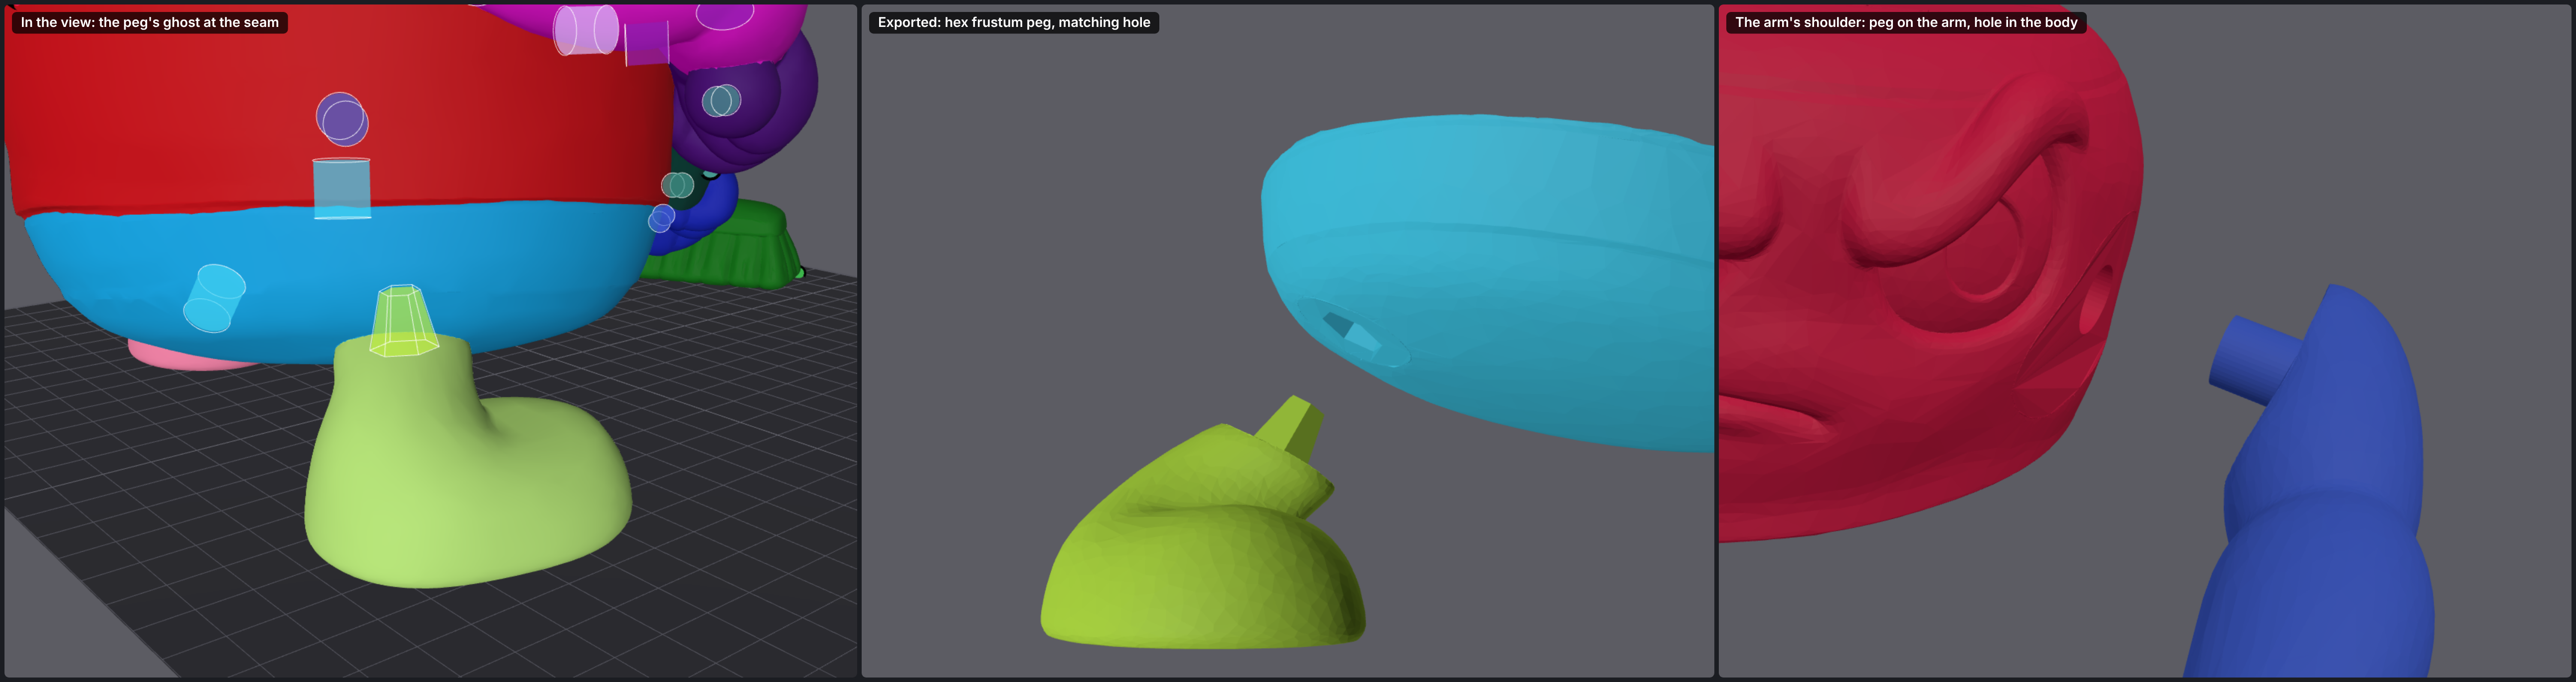 In the view: the peg's ghost at the seam
Exported: hex frustum peg, matching hole
The arm's shoulder: peg on the arm, hole in the body